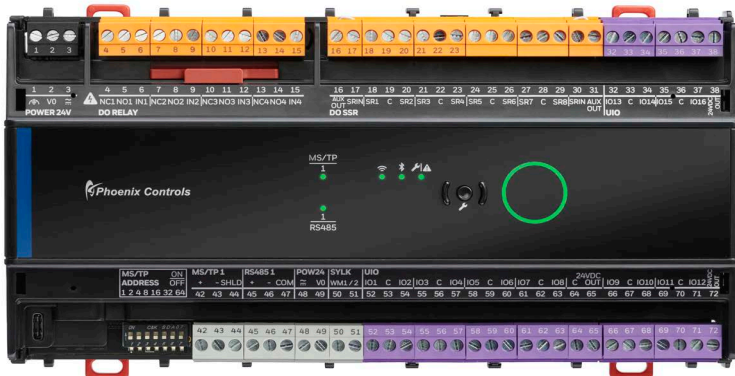 1 2 3
4 5 6 7 8 9 10 11 12 13 14 15
16 17 18 19 20 21 22 23 24 25 26 27 28 29 30 31 32 33 34 35 36 37 38
1 2 3 4 5 6 7 8 9 10 11 12 13 14 15 16 17 18 19 20 21 22 23 24 25 26 27 28 29 30 31 32 33 34 35 36 37 38
V0 NC1 NO1 IN1 NC2 NO2 IN2 NC3 NO3 IN3 NC4 NO4 IN4 AUX OUT SRIN SR1 C SR2 SR3 C SR4 SR5 C SR6 SR7 C SR8 SRIN AUX OUT IO13 C IO14 IO15 C IO16 24VDC OUT
POWER 24V DO RELAY DO SSR UIO
MS/TP
1
Phoenix Controls
1
RS485
MS/TP ON MS/TP 1 RS485 1 POW24 SYLK UIO 24VDC
ADDRESS OFF + - SHLD + - COM V0 WM1/2 IO1 C IO2 IO3 C IO4 IO5 C IO6 IO7 C IO8 C OUT IO9 C IO10 IO11 C IO12 24VDC OUT
1 2 4 8 16 32 64 42 43 44 45 46 47 48 49 50 51 52 53 54 55 56 57 58 59 60 61 62 63 64 65 66 67 68 69 70 71 72
ON
42 43 44 45 46 47 48 49 50 51 52 53 54 55 56 57 58 59 60 61 62 63 64 65 66 67 68 69 70 71 72